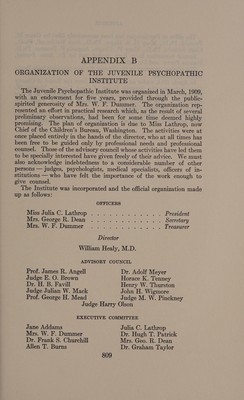 APPENDIX B
ORGANIZATION OF THE JUVENILE PSYCHOPATHIC
INSTITUTE
The Juvenile Psychopathic Institute was organized in March, 1909,
with an endowment for five years, provided through the public-
spirited generosity of Mrs. W. F. Dummer. The organization rep-
resented an effort in practical research which, as the result of several
preliminary observations, had been for some time deemed highly
promising. The plan of organization is due to Miss Lathrop, now
Chief of the Children's Bureau, Washington. The activities were at
once placed entirely in the hands of the director, who at all times has
been free to be guided only by professional needs and professional
counsel. Those of the advisory council whose activities have led them
to be specially interested have given freely of their advice. We must
also acknowledge indebtedness to a considerable number of other
persons — judges, psychologists, medical specialists, officers of in-
stitutions — who have felt the importance of the work enough to
give counsel.
The Institute was incorporated and the official organization made
up as follows:
OFFICERS
Miss Julia C. Lathrop . . . . . . . . . . . President
Mrs. George R. Dean . . . . . . . . . . . Secretary
Mrs. W. F. Dummer . . . . . . . . . . . Treasurer
Director
William Healy, M.D.
ADVISORY COUNCIL
Prof. James R. Angell Dr. Adolf Meyer
Judge E. O. Brown Horace K. Tenney
Dr. H. B. Favill Henry W. Thurston
Judge Julian W. Mack John H. Wigmore
Prof. George H. Mead Judge M. W. Pinckney
Judge Harry Olson
EXECUTIVE COMMITTEE
Jane Addams Julia C. Lathrop
Mrs. W. F. Dummer Dr. Hugh T. Patrick
Dr. Frank S. Churchill Mrs. Geo. R. Dean
Allen T. Burns Dr. Graham Taylor
809